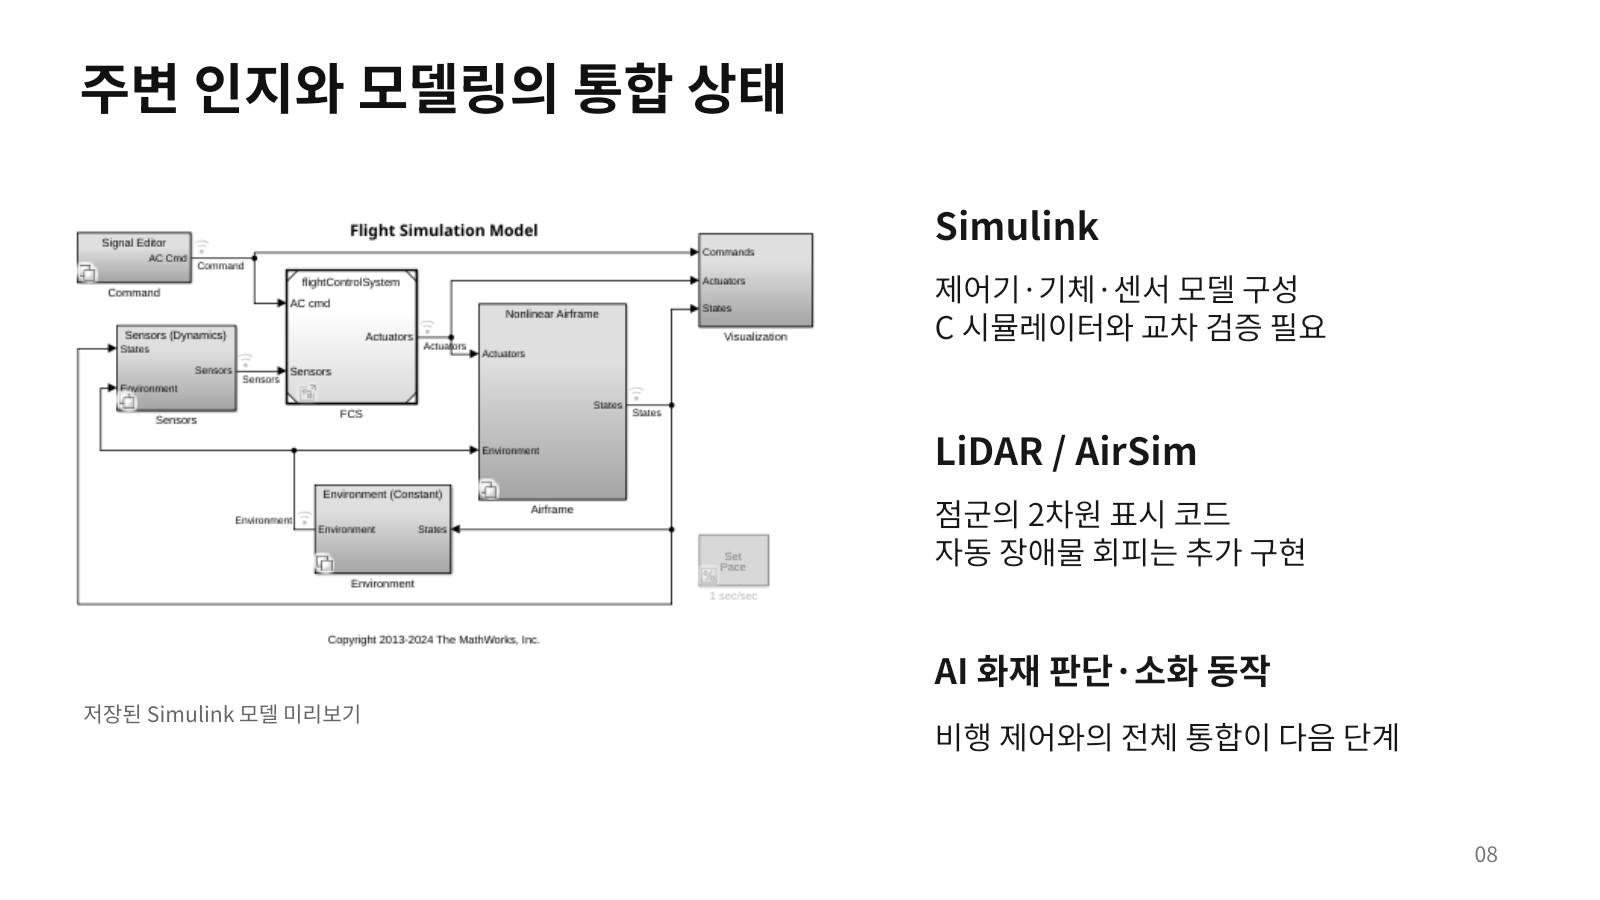 주변 인지와 모델링의 통합 상태
Flight Simulation Model
Signal Editor
AC Cmd
Command
Command
flightControlSystem
AC cmd
Actuators
Sensors
FCS
Actuators
Sensors (Dynamics)
States
Sensors
Environment
Sensors
Sensors
Nonlinear Airframe
Actuators
States
Environment
Airframe
States
Commands
Actuators
States
Visualization
Environment (Constant)
Environment
States
Environment
Environment
Set
Pace
1 sec/sec
Copyright 2013-2024 The MathWorks, Inc.
저장된 Simulink 모델 미리보기
Simulink
제어기·기체·센서 모델 구성
C 시뮬레이터와 교차 검증 필요
LiDAR / AirSim
점군의 2차원 표시 코드
자동 장애물 회피는 추가 구현
AI 화재 판단·소화 동작
비행 제어와의 전체 통합이 다음 단계
08